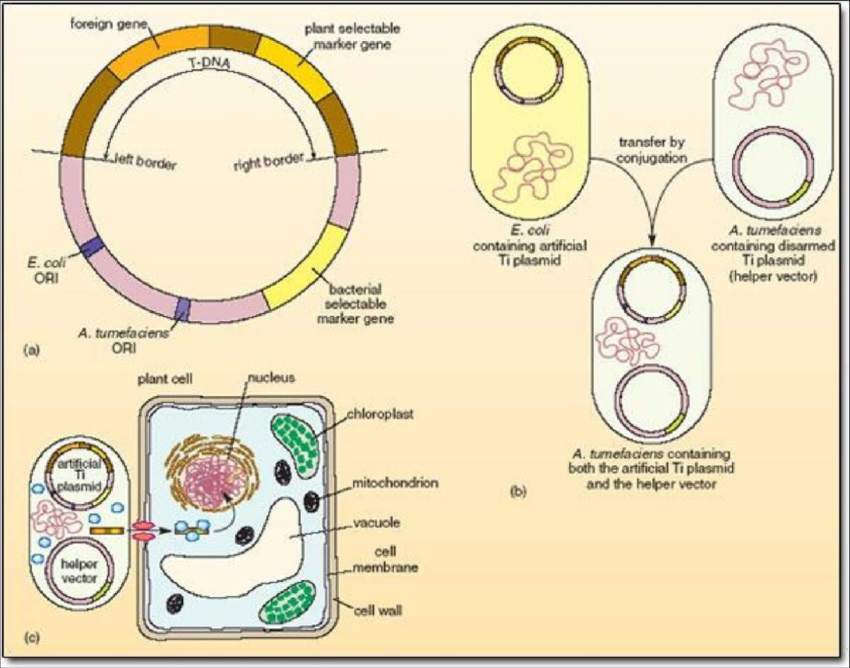 foreign gene
plant selectable
marker gene
T-DNA
left border
right border
E. coli
ORI
A. tumefaciens
ORI
bacterial
selectable
marker gene
(a)
transfer by
conjugation
E. coli
containing artificial
Ti plasmid
A. tumefaciens
containing disarmed
Ti plasmid
(helper vector)
A. tumefaciens containing
both the artificial Ti plasmid
and the helper vector
(b)
plant cell
nucleus
chloroplast
mitochondrion
vacuole
cell
membrane
cell wall
artificial
Ti
plasmid
helper
vector
(c)